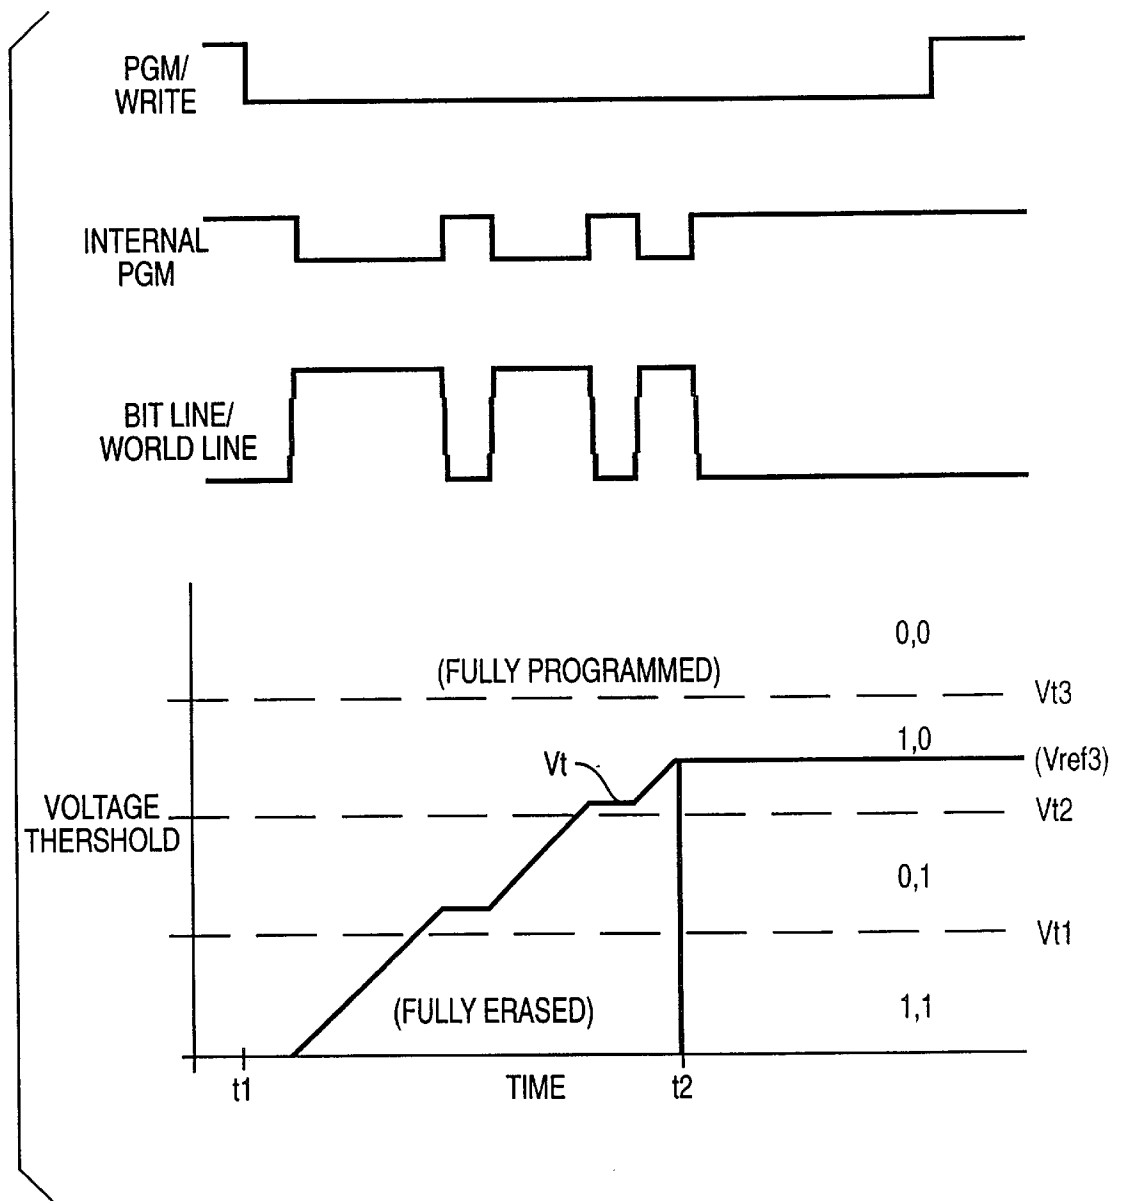 PGM/
WRITE
INTERNAL
PGM
BIT LINE/
WORLD LINE
0,0
(FULLY PROGRAMMED)
Vt3
1,0
Vt
(Vref3)
VOLTAGE
THERSHOLD
Vt2
0,1
Vt1
(FULLY ERASED)
1,1
t1
TIME
t2